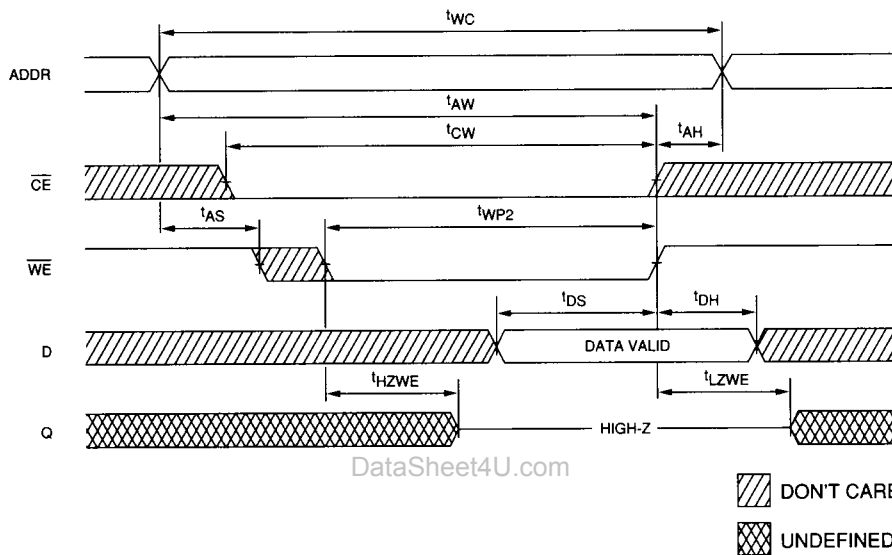 tWC
ADDR
tAW
tCW
tAH
CE
tAS
tWP2
WE
tDS
tDH
D
DATA VALID
tHZWE
tLZWE
Q
HIGH-Z
DataSheet4U.com
DON'T CARE
UNDEFINED